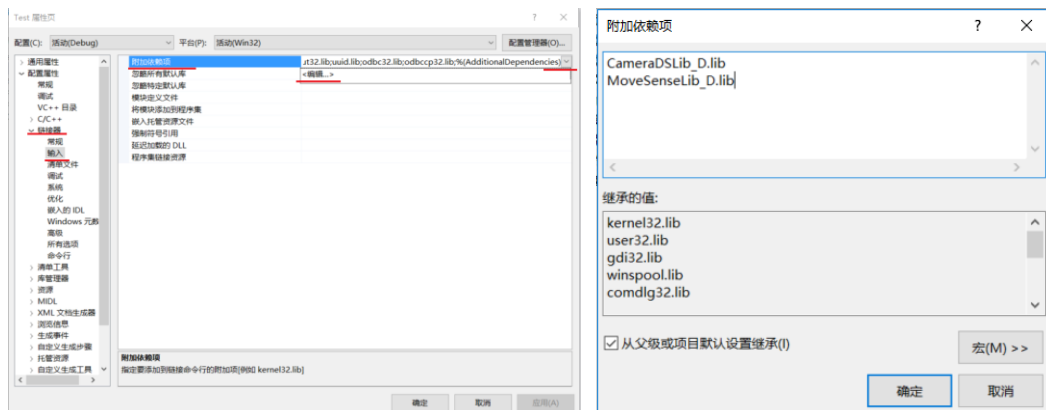 Test 属性页
? ×
配置(C): 活动(Debug) 平台(P): 活动(Win32) 配置管理器(O)...
通用属性
配置属性
常规
调试
VC++ 目录
C/C++
链接器
常规
输入
清单文件
调试
系统
优化
嵌入的 IDL
Windows 元数
高级
所有选项
命令行
清单工具
库管理器
资源
MIDL
XML 文档生成器
浏览信息
生成事件
自定义生成步骤
托管资源
自定义生成工具
附加依赖项 ut32.lib;uuid.lib;odbc32.lib;odbccp32.lib;%(AdditionalDependencies)
忽略所有默认库 <编辑...>
忽略特定默认库
模块定义文件
将模块添加到程序集
嵌入托管资源文件
强制符号引用
延迟加载的 DLL
程序集链接资源
附加依赖项
指定要添加到链接命令行的附加项[例如 kernel32.lib]
确定 取消 应用(A)
附加依赖项
? ×
CameraDSLib_D.lib
MoveSenseLib_D.lib
继承的值:
kernel32.lib
user32.lib
gdi32.lib
winspool.lib
comdlg32.lib
从父级或项目默认设置继承(I)
宏(M) >>
确定 取消